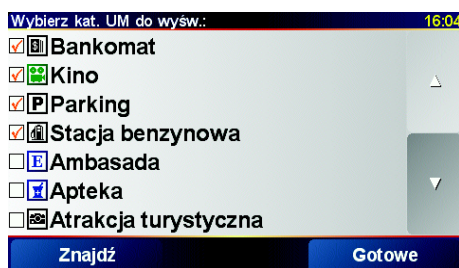 Wybierz kat. UM do wyśw.: 16:04
Bankomat
Kino
P Parking
Stacja benzynowa
E Ambasada
Apteka
Atrakcja turystyczna
Znajdź Gotowe